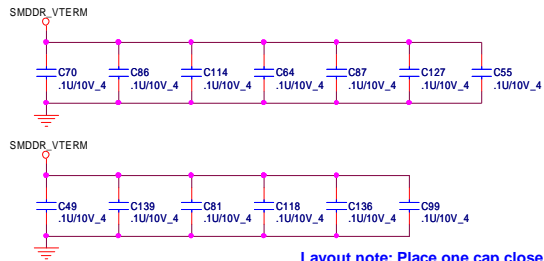 SMDDR_VTERM
C70 C86 C114 C64 C87 C127 C55
.1U/10V_4 .1U/10V_4 .1U/10V_4 .1U/10V_4 .1U/10V_4 .1U/10V_4 .1U/10V_4
SMDDR_VTERM
C49 C139 C81 C118 C136 C99
.1U/10V_4 .1U/10V_4 .1U/10V_4 .1U/10V_4 .1U/10V_4 .1U/10V_4
Layout note: Place one cap close